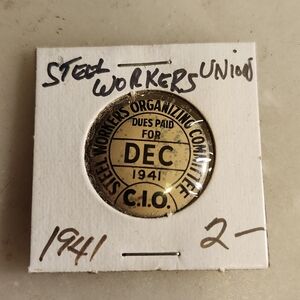 STEEL
WORKERS UNION
STEEL WORKERS ORGANIZING COMMITTEE
DUES PAID
FOR
DEC
1941
C.I.O.
1941
2-